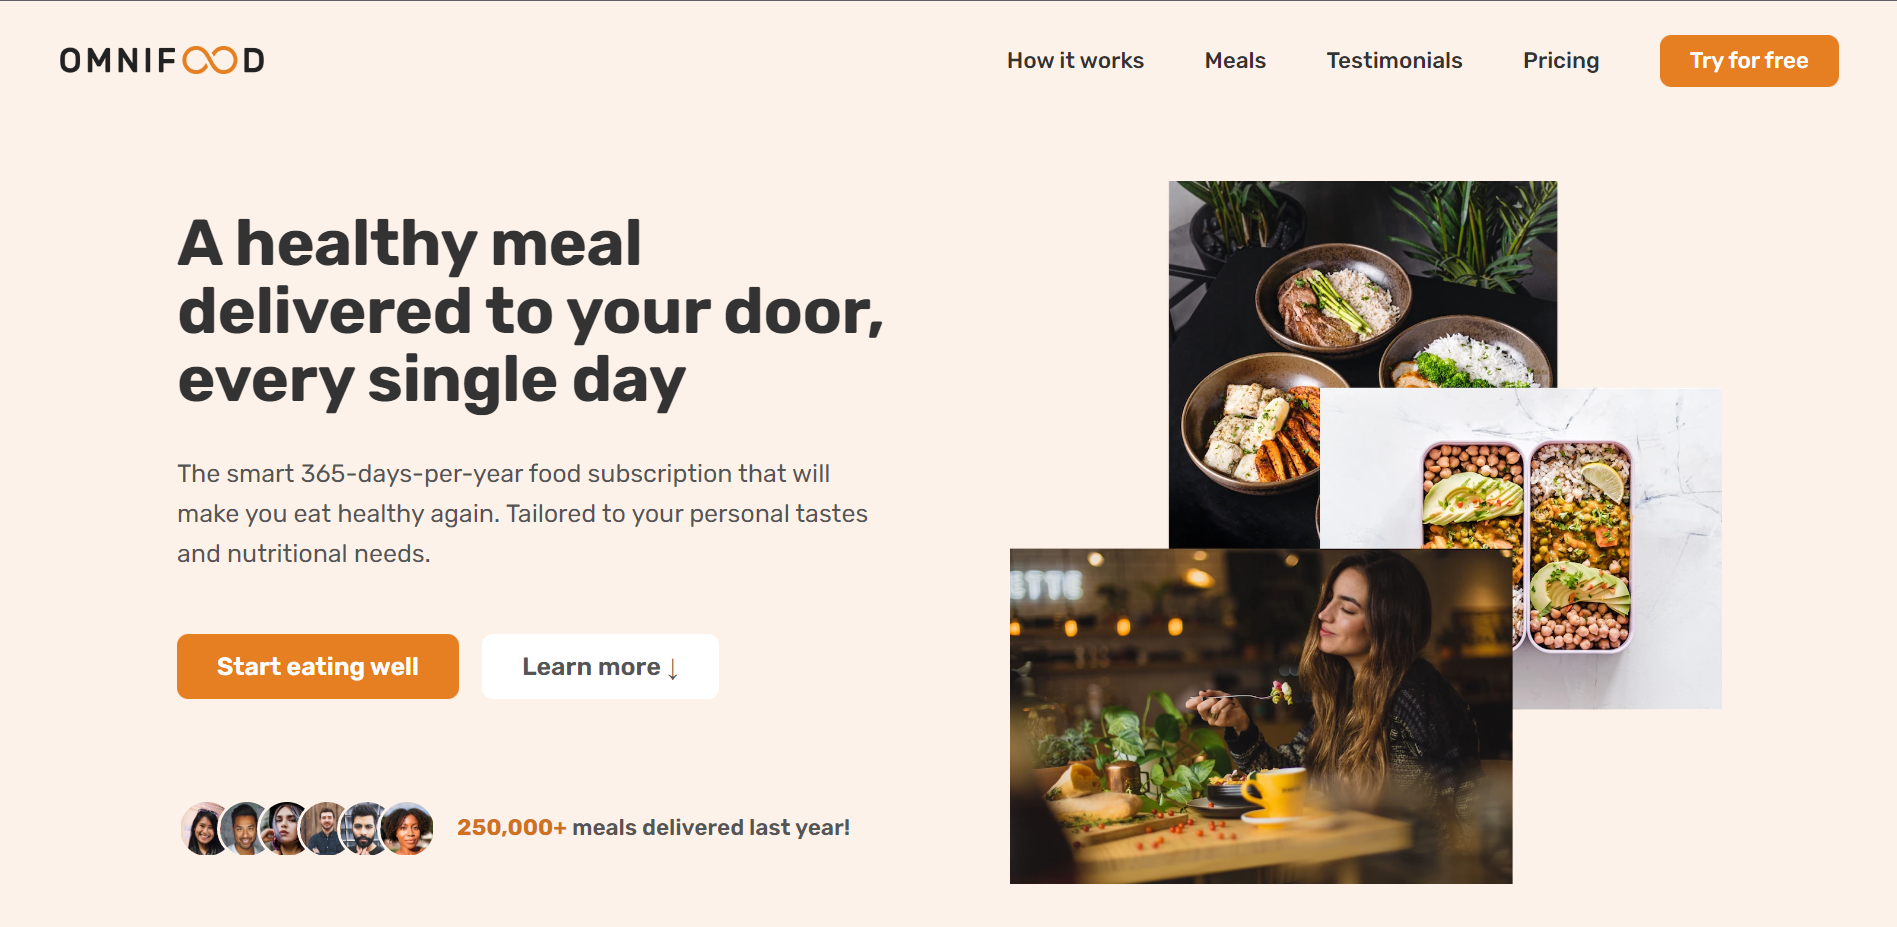 OMNIFOOD
How it works
Meals
Testimonials
Pricing
Try for free
A healthy meal
delivered to your door,
every single day
The smart 365-days-per-year food subscription that will
make you eat healthy again. Tailored to your personal tastes
and nutritional needs.
Start eating well
Learn more ↓
250,000+ meals delivered last year!
ETTE